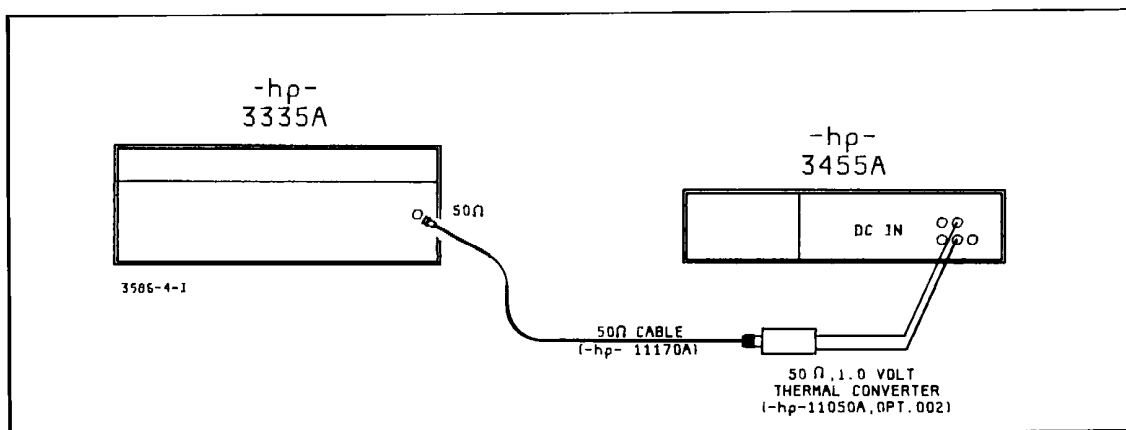 -hp-
3335A
50Ω
3586-4-1
-hp-
3455A
DC IN
50Ω CABLE
(-hp- 11170A)
50 Ω, 1.0 VOLT
THERMAL CONVERTER
(-hp-11050A, OPT.002)